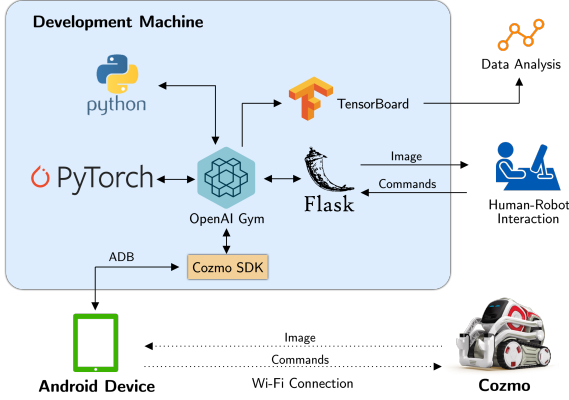 Development Machine
Data Analysis
python
TensorBoard
PyTorch
Image
Flask
Commands
OpenAI Gym
Human-Robot
Interaction
ADB
Cozmo SDK
Image
Commands
Android Device
Wi-Fi Connection
Cozmo